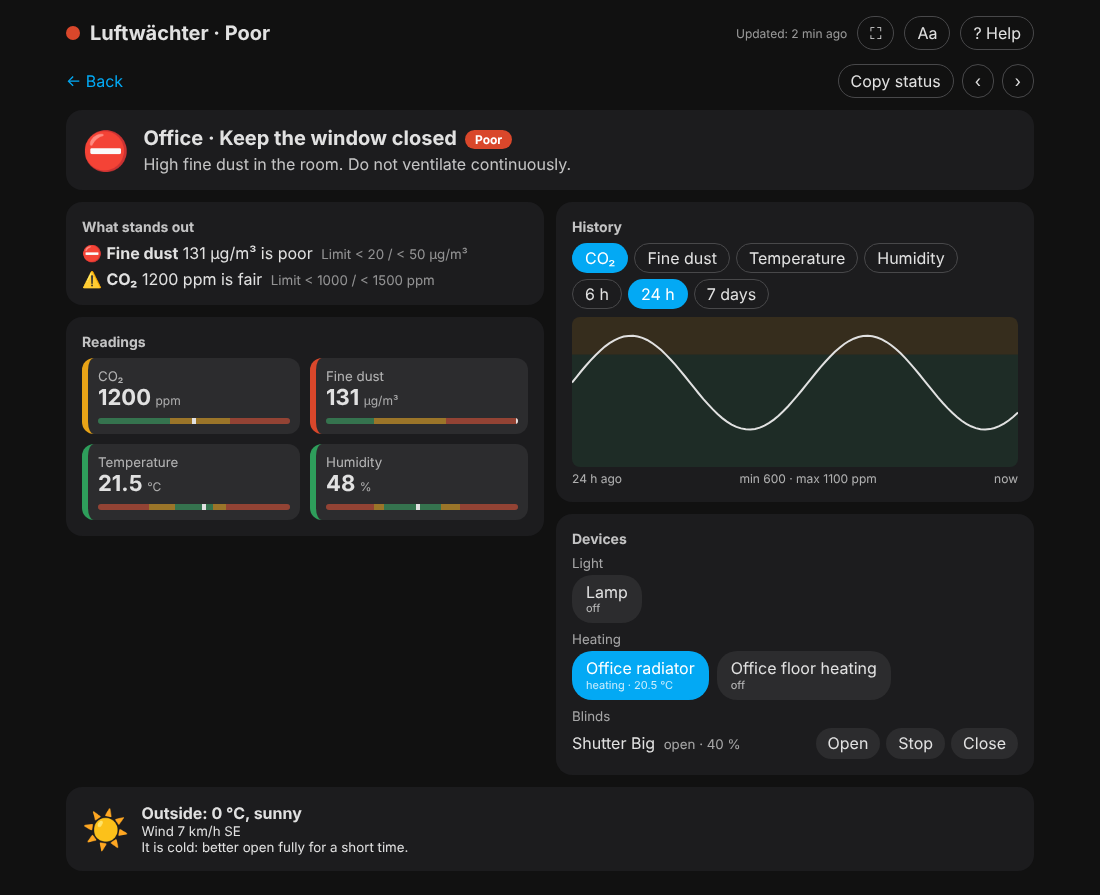 Luftwächter · Poor
Updated: 2 min ago
Aa
? Help
← Back
Copy status
‹
›
Office · Keep the window closed Poor
High fine dust in the room. Do not ventilate continuously.
What stands out
Fine dust 131 µg/m³ is poor Limit < 20 / < 50 µg/m³
CO₂ 1200 ppm is fair Limit < 1000 / < 1500 ppm
Readings
CO₂
1200 ppm
Fine dust
131 µg/m³
Temperature
21.5 °C
Humidity
48 %
History
CO₂ Fine dust Temperature Humidity
6 h 24 h 7 days
24 h ago min 600 · max 1100 ppm now
Devices
Light
Lamp
off
Heating
Office radiator
heating · 20.5 °C
Office floor heating
off
Blinds
Shutter Big open · 40 % Open Stop Close
Outside: 0 °C, sunny
Wind 7 km/h SE
It is cold: better open fully for a short time.